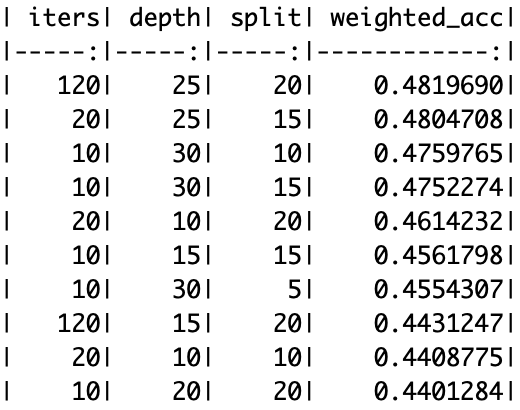 | iters| depth| split| weighted_acc|
|-----:|-----:|-----:|------------:|
|   120|    25|    20|    0.4819690|
|    20|    25|    15|    0.4804708|
|    10|    30|    10|    0.4759765|
|    10|    30|    15|    0.4752274|
|    20|    10|    20|    0.4614232|
|    10|    15|    15|    0.4561798|
|    10|    30|     5|    0.4554307|
|   120|    15|    20|    0.4431247|
|    20|    10|    10|    0.4408775|
|    10|    20|    20|    0.4401284|